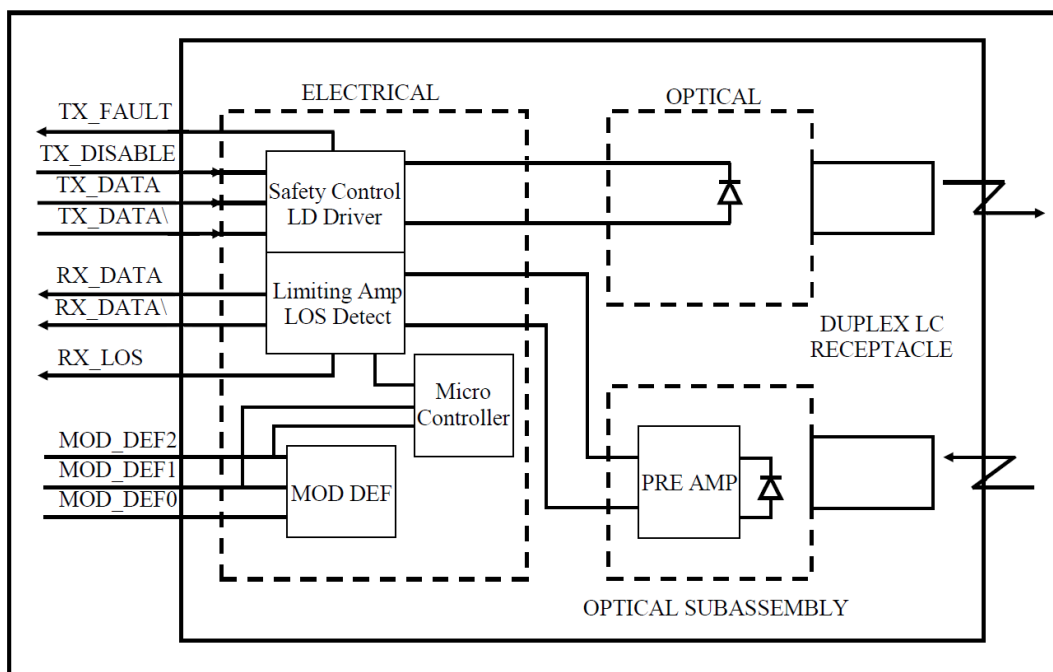 ELECTRICAL
OPTICAL
TX_FAULT
TX_DISABLE
TX_DATA
TX_DATA\
Safety Control
LD Driver
RX_DATA
RX_DATA\
Limiting Amp
LOS Detect
DUPLEX LC
RECEPTACLE
RX_LOS
Micro
Controller
MOD_DEF2
MOD_DEF1
MOD_DEF0
MOD DEF
PRE AMP
OPTICAL SUBASSEMBLY